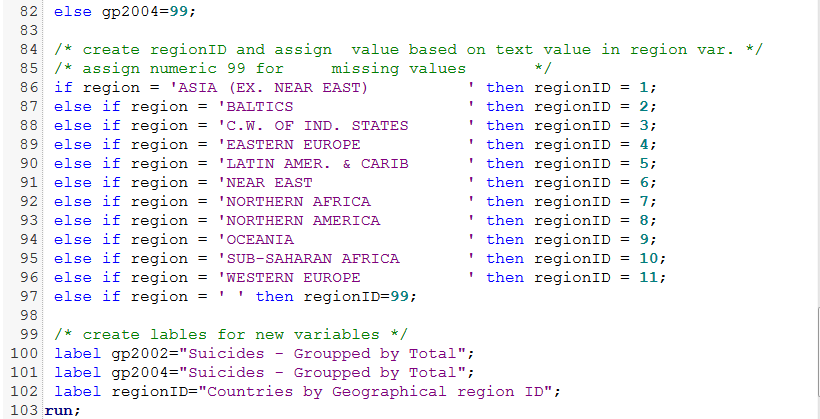 82 else gp2004=99;
83
84 /* create regionID and assign  value based on text value in region var. */
85 /* assign numeric 99 for     missing values       */
86 if region = 'ASIA (EX. NEAR EAST)          ' then regionID = 1;
87 else if region = 'BALTICS                  ' then regionID = 2;
88 else if region = 'C.W. OF IND. STATES      ' then regionID = 3;
89 else if region = 'EASTERN EUROPE           ' then regionID = 4;
90 else if region = 'LATIN AMER. & CARIB      ' then regionID = 5;
91 else if region = 'NEAR EAST                ' then regionID = 6;
92 else if region = 'NORTHERN AFRICA          ' then regionID = 7;
93 else if region = 'NORTHERN AMERICA         ' then regionID = 8;
94 else if region = 'OCEANIA                  ' then regionID = 9;
95 else if region = 'SUB-SAHARAN AFRICA       ' then regionID = 10;
96 else if region = 'WESTERN EUROPE           ' then regionID = 11;
97 else if region = ' ' then regionID=99;
98
99 /* create lables for new variables */
100 label gp2002="Suicides - Groupped by Total";
101 label gp2004="Suicides - Groupped by Total";
102 label regionID="Countries by Geographical region ID";
103 run;